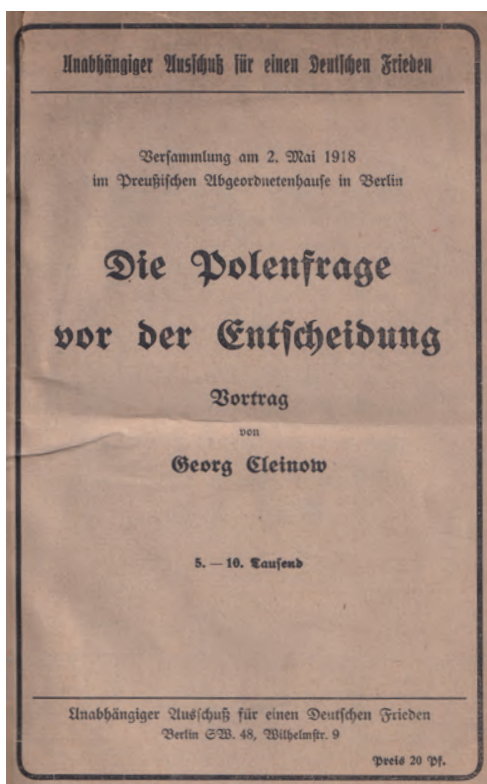 Unabhängiger Ausschuß für einen Deutschen Frieden
Versammlung am 2. Mai 1918
im Preußischen Abgeordnetenhause in Berlin
Die Polenfrage
vor der Entscheidung
Vortrag
von
Georg Cleinow
5. — 10. Tausend
Unabhängiger Ausschuß für einen Deutschen Frieden
Berlin SW. 48, Wilhelmstr. 9
Preis 20 Pf.